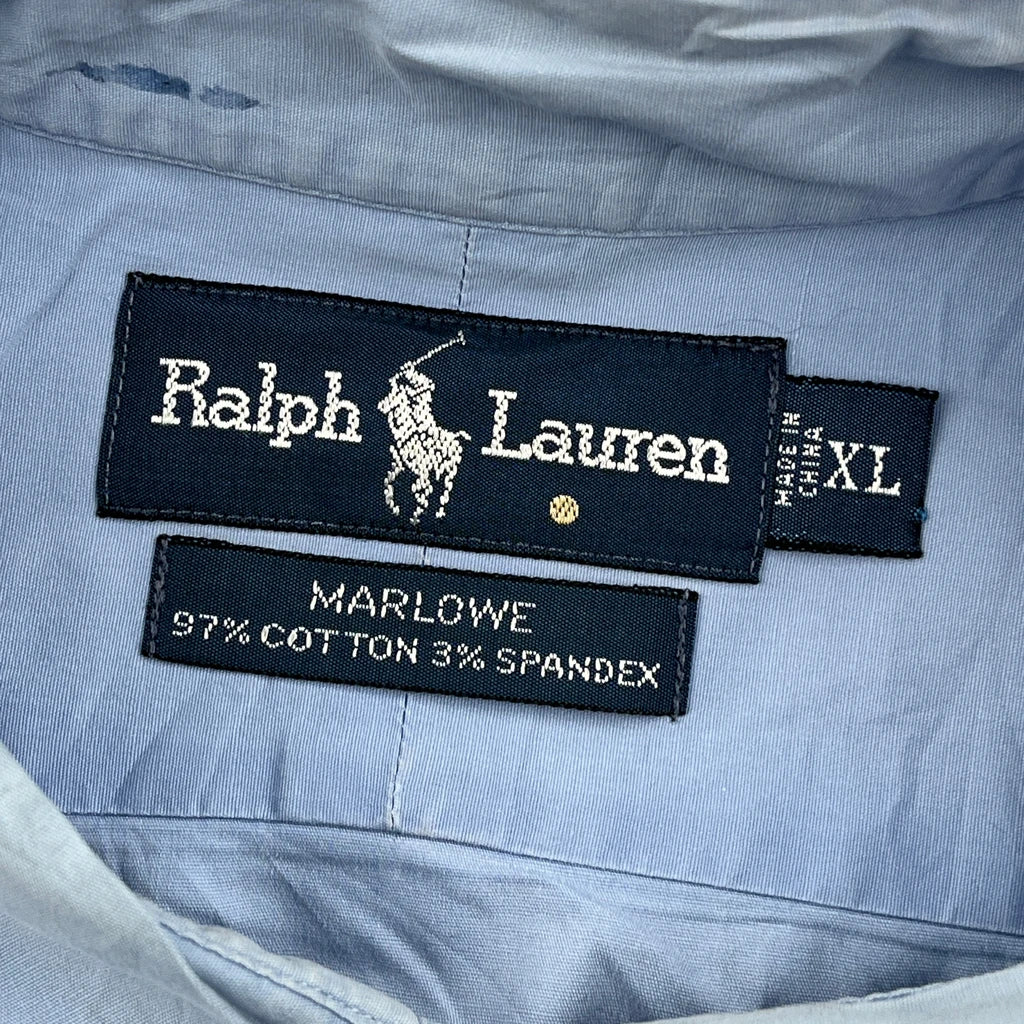 Ralph Lauren
MADE IN
CHINA
XL
MARLOWE
97% COTTON 3% SPANDEX